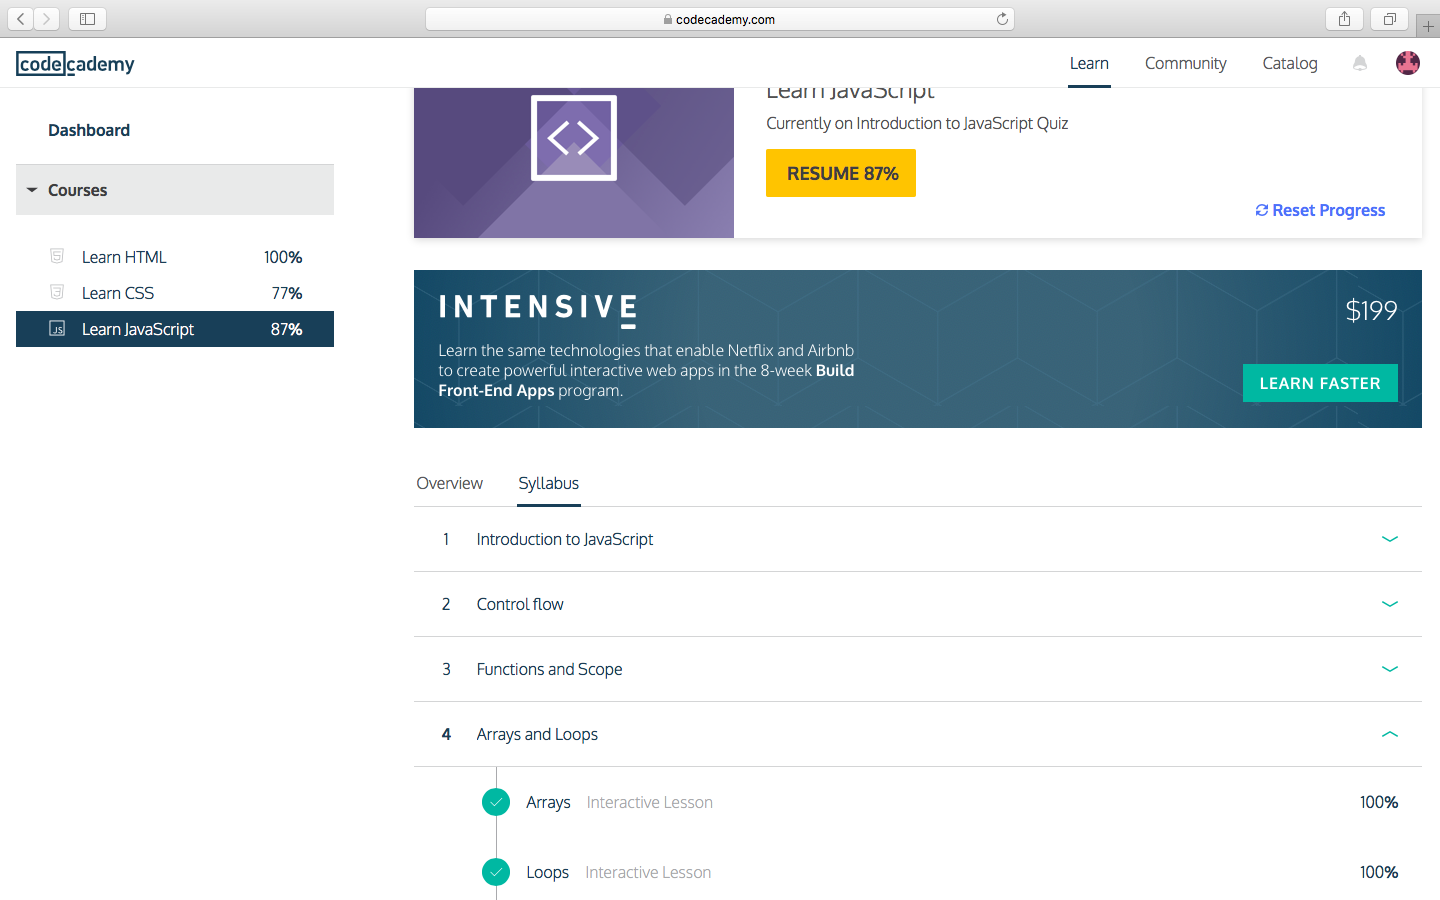 codecademy.com
codecademy
Learn
Community
Catalog
Dashboard
Courses
Learn HTML 100%
Learn CSS 77%
JS Learn JavaScript 87%
Learn JavaScript
Currently on Introduction to JavaScript Quiz
RESUME 87%
Reset Progress
INTENSIVE
$199
Learn the same technologies that enable Netflix and Airbnb
to create powerful interactive web apps in the 8-week Build
Front-End Apps program.
LEARN FASTER
Overview
Syllabus
1 Introduction to JavaScript
2 Control flow
3 Functions and Scope
4 Arrays and Loops
Arrays Interactive Lesson 100%
Loops Interactive Lesson 100%